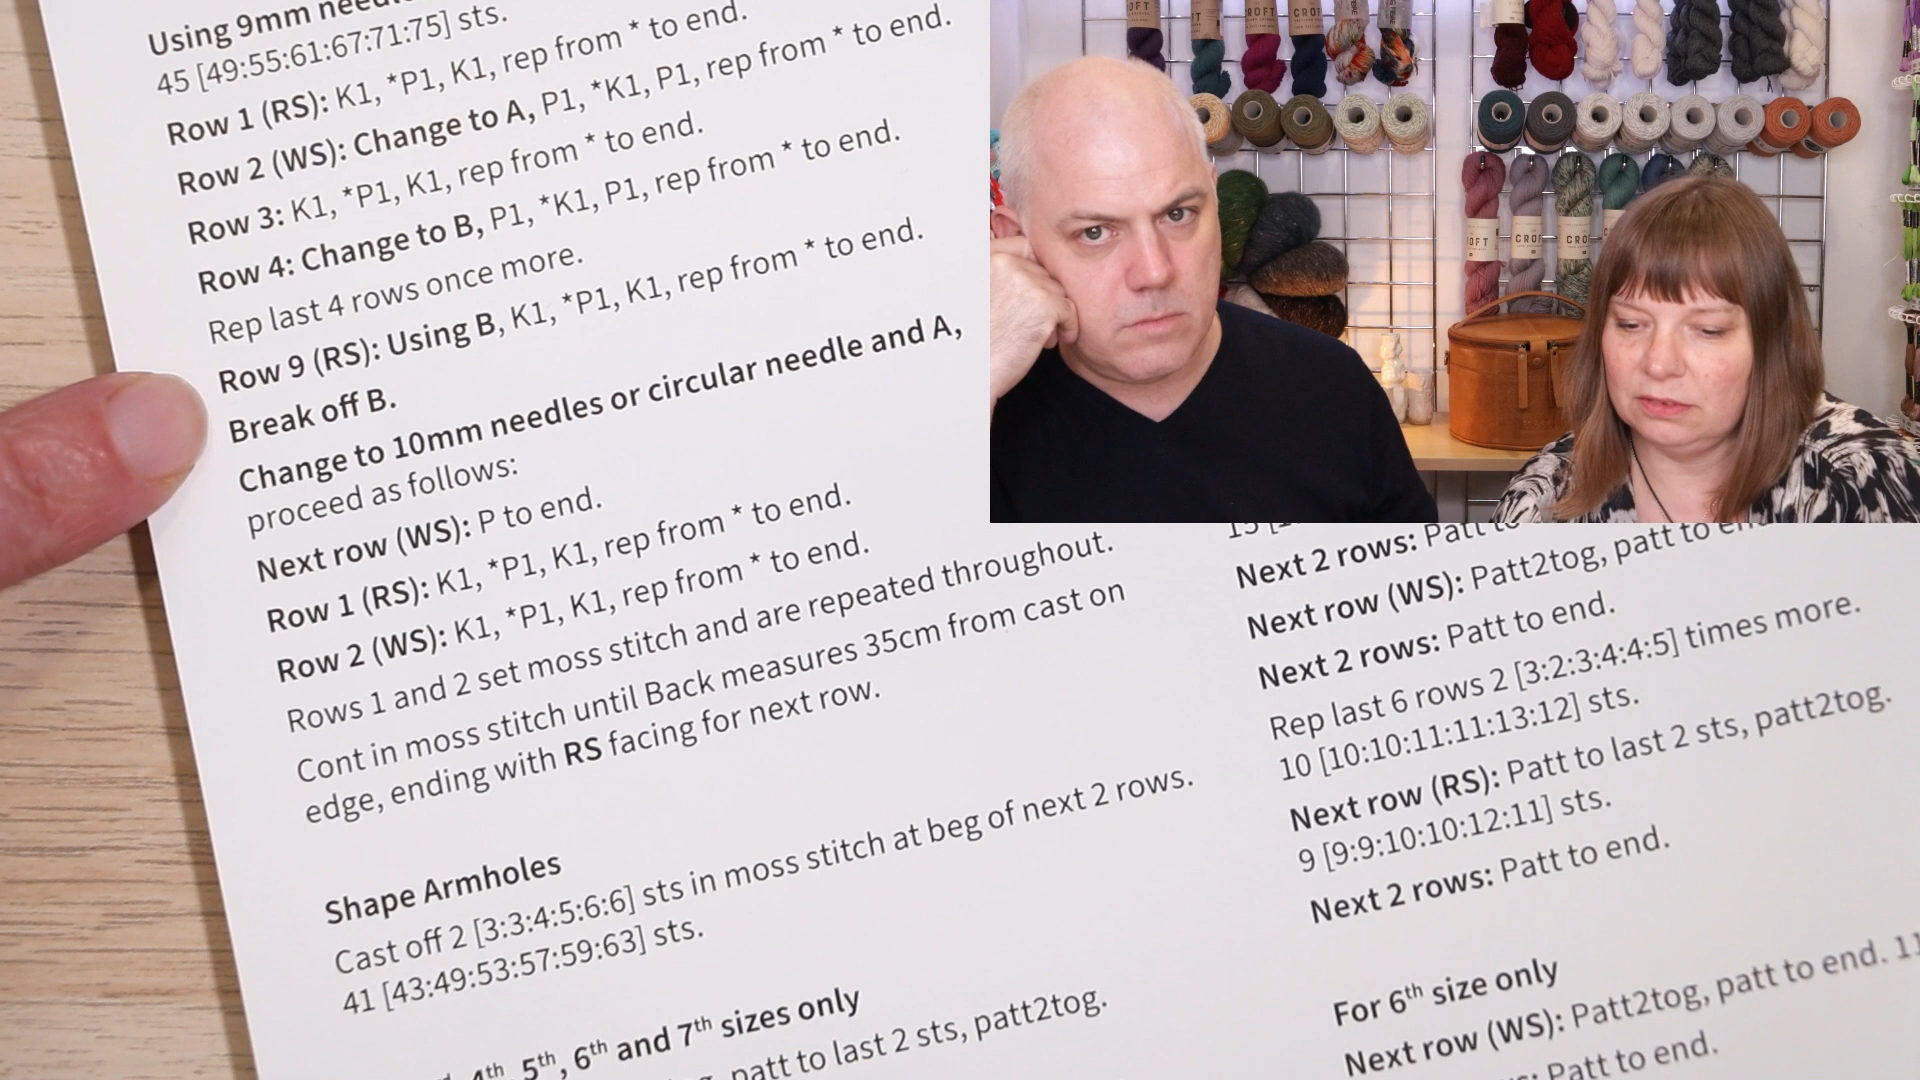 Using 9mm
45 [49:55:61:67:71:75] sts.
Row 1 (RS): K1, *P1, K1, rep from * to end.
Row 2 (WS): Change to A, P1, *K1, P1, rep from * to end.
Row 3: K1, *P1, K1, rep from * to end.
Row 4: Change to B, P1, *K1, P1, rep from * to end.
Rep last 4 rows once more.
Row 9 (RS): Using B, K1, *P1, K1, rep from * to end.
Break off B.
Change to 10mm needles or circular needle and A,
proceed as follows:
Next row (WS): P to end.
Row 1 (RS): K1, *P1, K1, rep from * to end.
Row 2 (WS): K1, *P1, K1, rep from * to end.
Rows 1 and 2 set moss stitch and are repeated throughout.
Cont in moss stitch until Back measures 35cm from cast on
edge, ending with RS facing for next row.
Shape Armholes
Cast off 2 [3:3:4:5:6:6] sts in moss stitch at beg of next 2 rows.
41 [43:49:53:57:59:63] sts.
4th, 5th, 6th and 7th sizes only
patt to last 2 sts, patt2tog.
Next 2 rows: Patt to
Next row (WS): Patt2tog, patt to
Next 2 rows: Patt to end.
Rep last 6 rows 2 [3:2:3:4:4:5] times more.
10 [10:10:11:11:13:12] sts.
Next row (RS): Patt to last 2 sts, patt2tog.
9 [9:9:10:10:12:11] sts.
Next 2 rows: Patt to end.
For 6th size only
Next row (WS): Patt2tog, patt to end. 11
Patt to end.
CROFT
CROFT
CROFT
CROFT